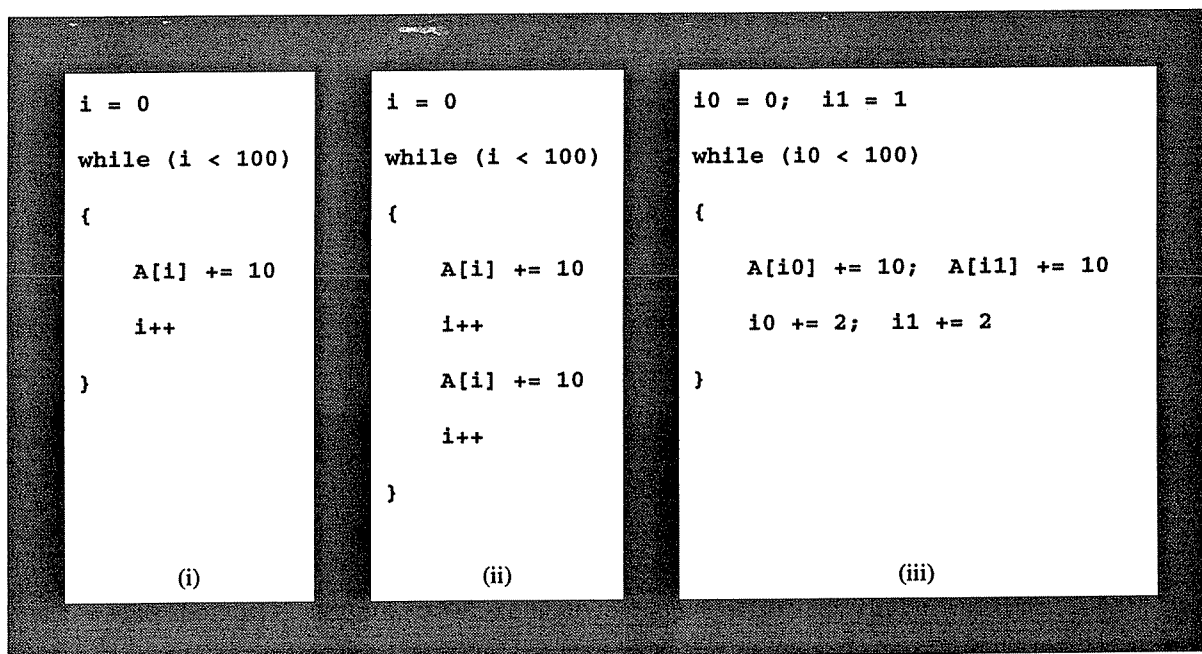 i = 0
while (i < 100)
{
A[i] += 10
i++
}
(i)
i = 0
while (i < 100)
{
A[i] += 10
i++
A[i] += 10
i++
}
(ii)
i0 = 0; i1 = 1
while (i0 < 100)
{
A[i0] += 10; A[i1] += 10
i0 += 2; i1 += 2
}
(iii)